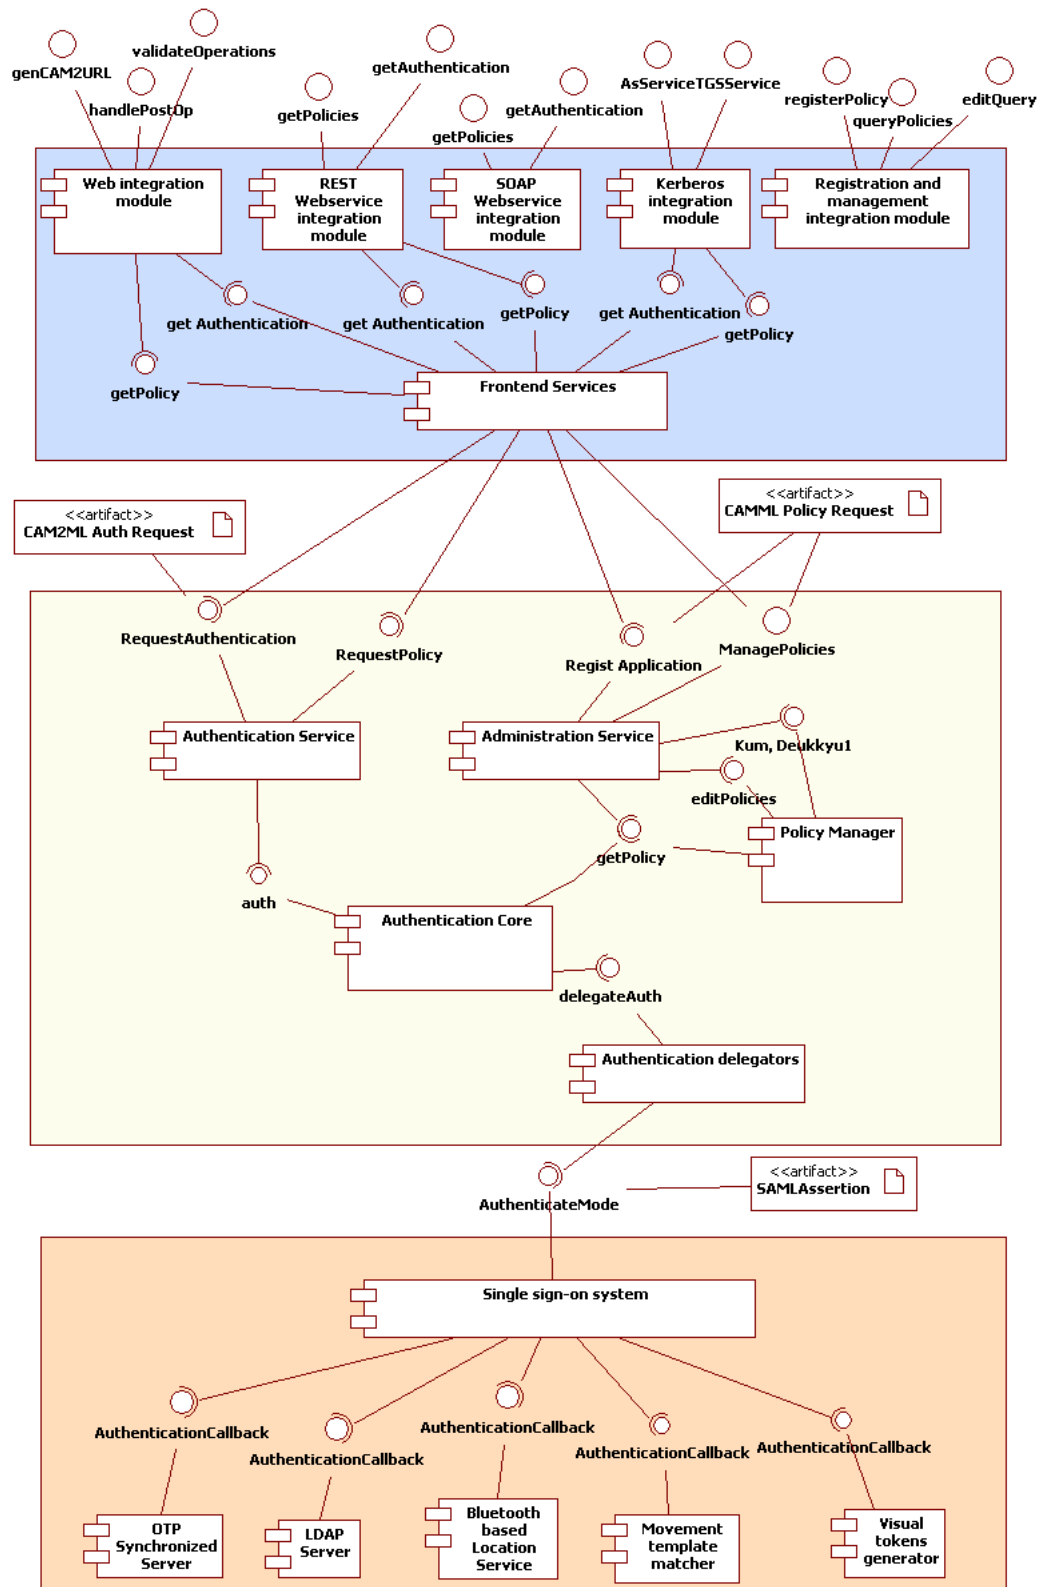 validateOperations
genCAM2URL
handlePostOp
getAuthentication
getPolicies
getAuthentication
getPolicies
AsService
TGSService
registerPolicy
queryPolicies
editQuery
Web integration
module
REST
Webservice
integration
module
SOAP
Webservice
integration
module
Kerberos
integration
module
Registration and
management
integration module
get Authentication
get Authentication
getPolicy
get Authentication
getPolicy
getPolicy
Frontend Services
<<artifact>>
CAM2ML Auth Request
<<artifact>>
CAMML Policy Request
RequestAuthentication
RequestPolicy
Regist Application
ManagePolicies
Authentication Service
Administration Service
Kum, Deukkyu1
editPolicies
Policy Manager
getPolicy
auth
Authentication Core
delegateAuth
Authentication delegators
<<artifact>>
SAMLAssertion
AuthenticateMode
Single sign-on system
AuthenticationCallback
AuthenticationCallback
AuthenticationCallback
AuthenticationCallback
AuthenticationCallback
OTP
Synchronized
Server
LDAP
Server
Bluetooth
based
Location
Service
Movement
template
matcher
Visual
tokens
generator